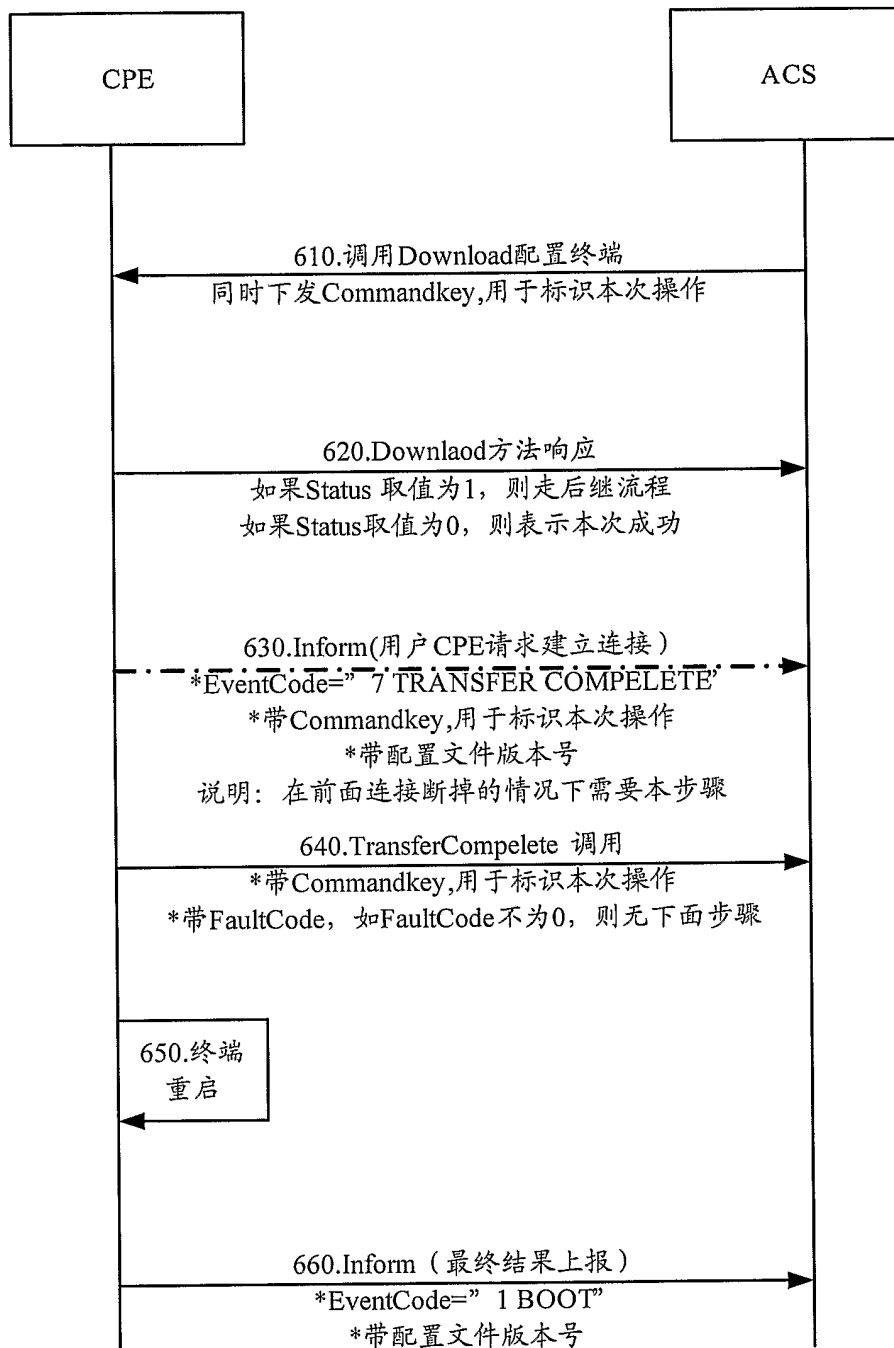 CPE
ACS
610.调用Download配置终端
同时下发Commandkey,用于标识本次操作
620.Downlaod方法响应
如果Status 取值为1，则走后继流程
如果Status取值为0，则表示本次成功
630.Inform(用户CPE请求建立连接）
*EventCode=”7 TRANSFER COMPELETE”
*带Commandkey,用于标识本次操作
*带配置文件版本号
说明：在前面连接断掉的情况下需要本步骤
640.TransferCompelete 调用
*带Commandkey,用于标识本次操作
*带FaultCode，如FaultCode不为0，则无下面步骤
650.终端
重启
660.Inform（最终结果上报）
*EventCode=”1 BOOT”
*带配置文件版本号